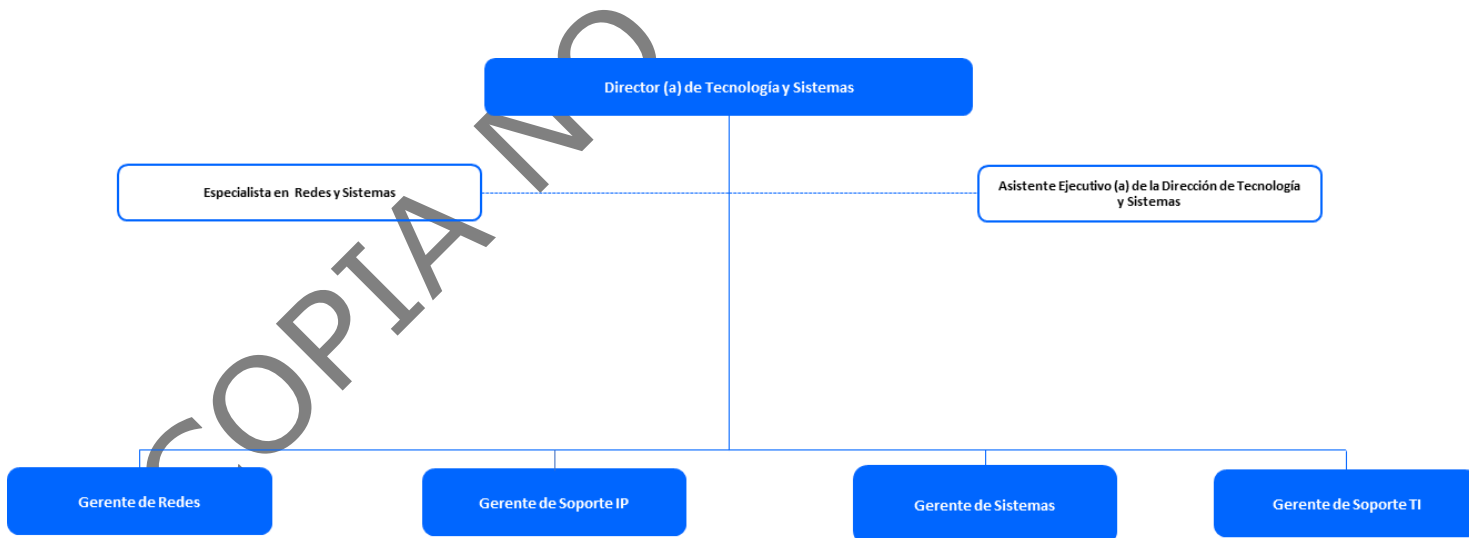 Director (a) de Tecnología y Sistemas
Especialista en Redes y Sistemas
Asistente Ejecutivo (a) de la Dirección de Tecnología
y Sistemas
Gerente de Redes
Gerente de Soporte IP
Gerente de Sistemas
Gerente de Soporte TI
COPIA NO